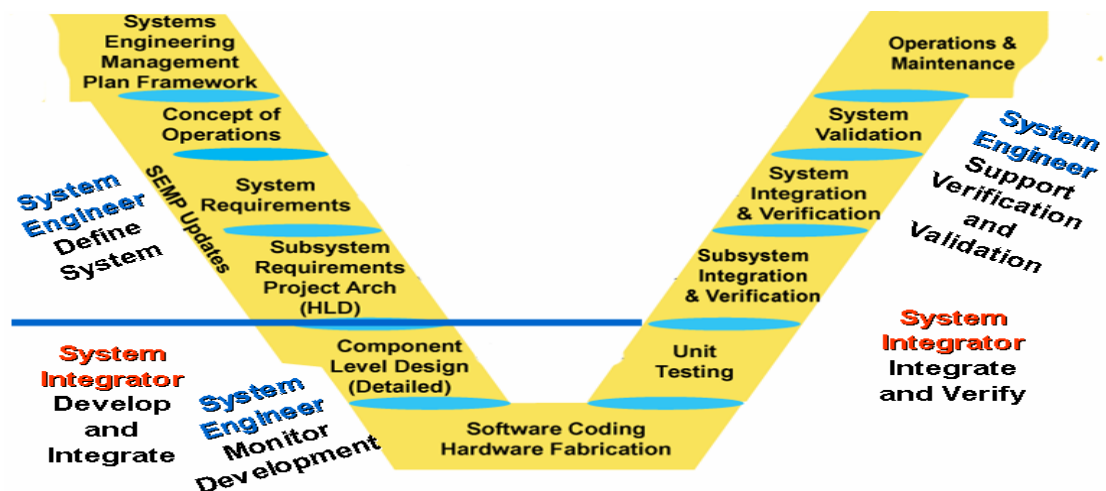 Systems
Engineering
Management
Plan Framework
Concept of
Operations
SEMP Updates
System
Requirements
Subsystem
Requirements
Project Arch
(HLD)
Component
Level Design
(Detailed)
Software Coding
Hardware Fabrication
Unit
Testing
Subsystem
Integration
& Verification
System
Integration
& Verification
System
Validation
Operations &
Maintenance
System
Engineer
Define
System
System
Integrator
Develop
and
Integrate
System
Engineer
Monitor
Development
System
Engineer
Support
Verification
and
Validation
System
Integrator
Integrate
and Verify